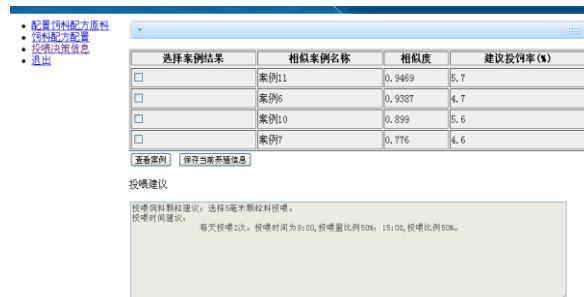 配置饲料配方原料
饲料配方配置
投喂决策信息
退出
选择案例结果 相似案例名称 相似度 建议投饲率(%)
案例11 0.9469 5.7
案例6 0.9387 4.7
案例10 0.899 5.6
案例7 0.776 4.6
查看案例 保存当前养殖信息
投喂建议
投喂饲料颗粒建议: 选择5毫米颗粒料投喂。
投喂时间建议:
每天投喂2次。投喂时间为9:00,投喂量比例50%; 15:00,投喂比例50%。